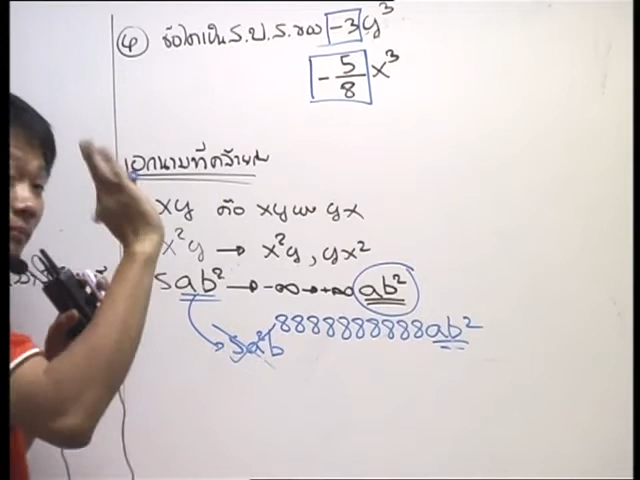 ④ ข้อใดเป็น ส.ป.ส. ของ -3y³
-5/8 x³
เอกนามที่คล้ายกัน
xy คือ xy และ yx
x²y → x²y, yx²
5ab² → -∞ → +∞ ab²
8888888888ab²
5a²b